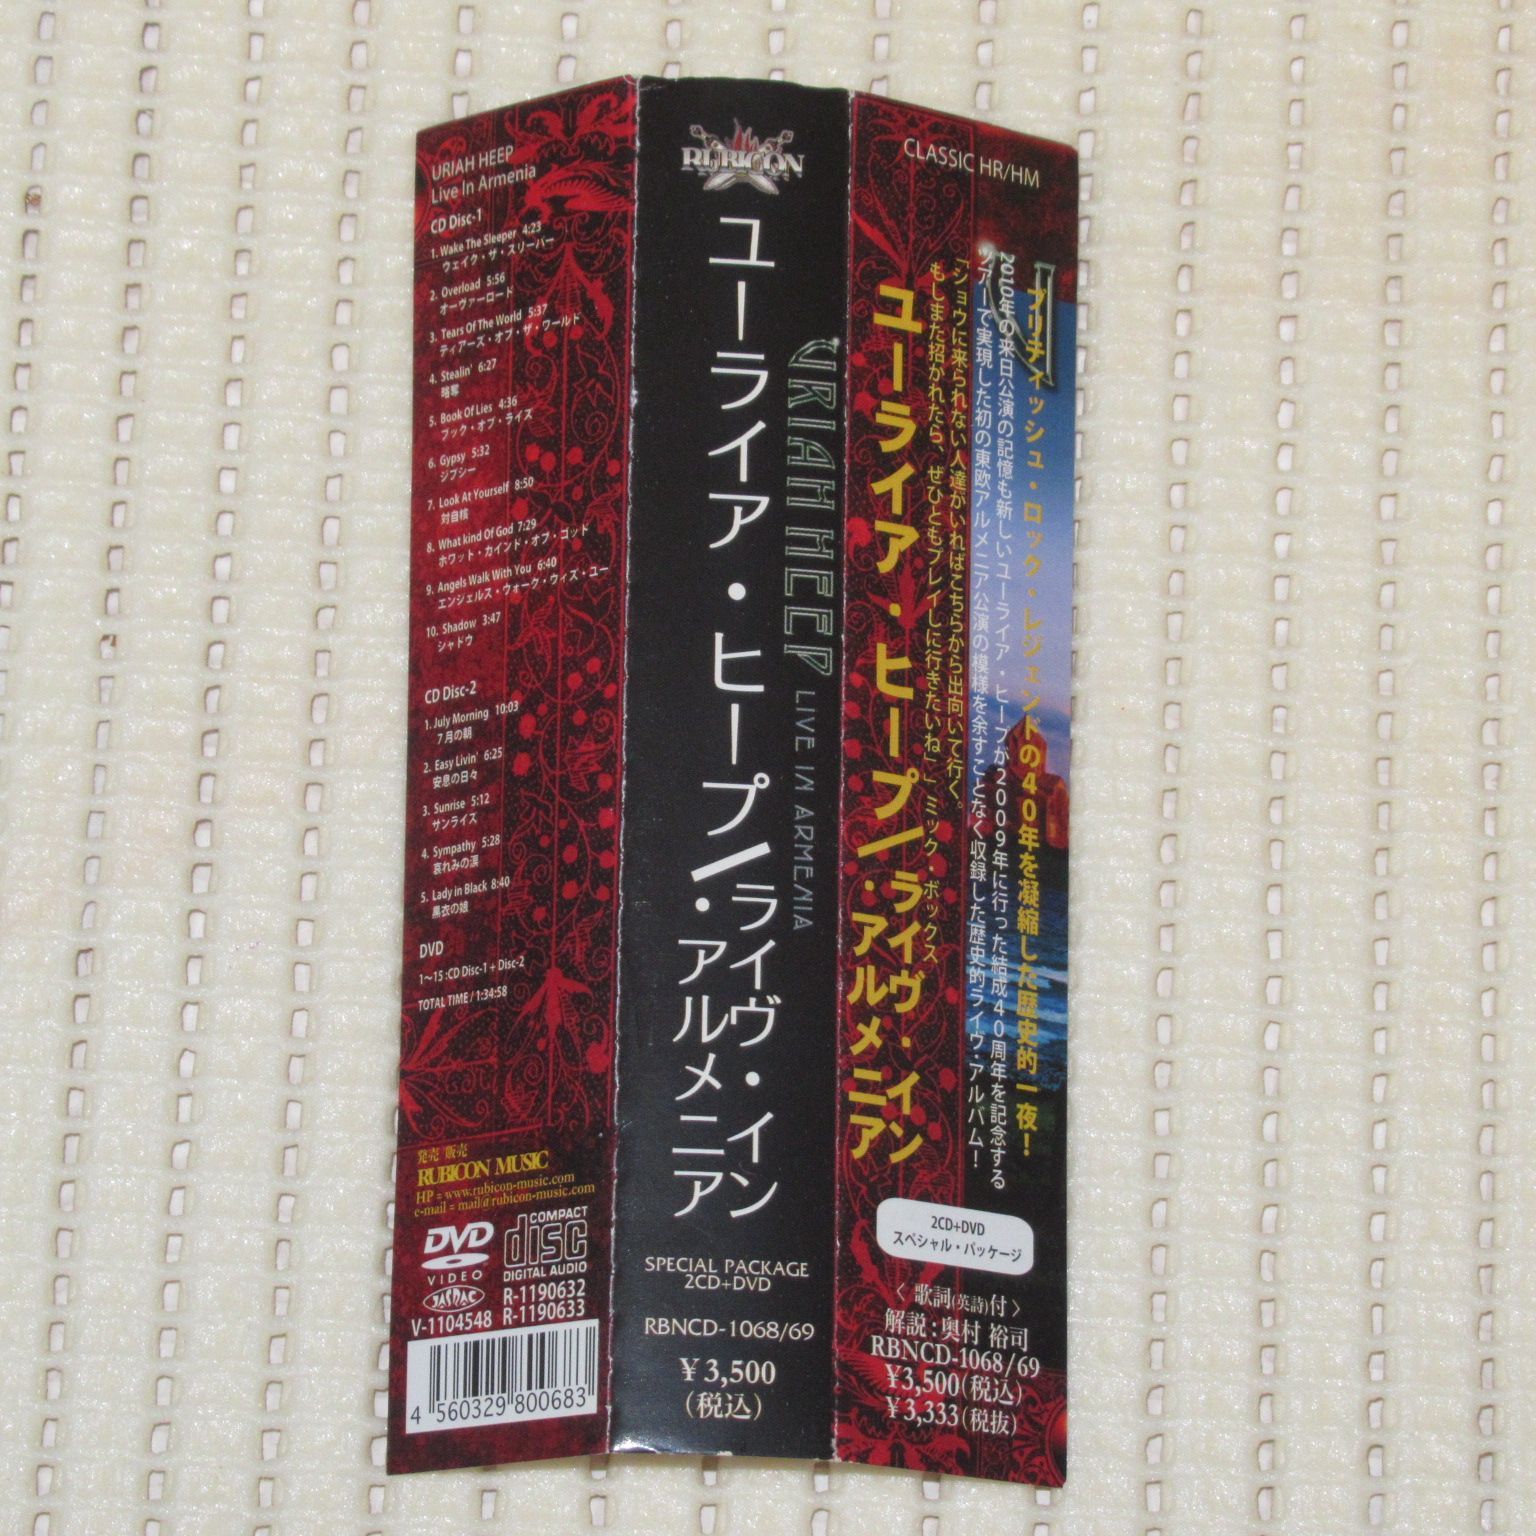 URIAH HEEP
Live In Armenia
CD Disc-1
1. Wake The Sleeper 4:23
ウェイク・ザ・スリーパー
2. Overload 5:56
オーヴァーロード
3. Tears Of The World 5:37
ティアーズ・オブ・ザ・ワールド
4. Stealin' 6:27
略奪
5. Book Of Lies 4:36
ブック・オブ・ライズ
6. Gypsy 5:32
ジプシー
7. Look At Yourself 8:50
対自核
8. What kind Of God 7:29
ホワット・カインド・オブ・ゴッド
9. Angels Walk With You 6:40
エンジェルス・ウォーク・ウィズ・ユー
10. Shadow 3:47
シャドウ
CD Disc-2
1. July Morning 10:03
7月の朝
2. Easy Livin' 6:25
安息の日々
3. Sunrise 5:12
サンライズ
4. Sympathy 5:28
哀れみの涙
5. Lady in Black 8:40
黒衣の娘
DVD
1〜15 :CD Disc-1 + Disc-2
TOTAL TIME / 1:34:58
発売 販売
RUBICON MUSIC
HP = www.rubicon-music.com
e-mail = mail@rubicon-music.com
DVD
VIDEO
COMPACT
disc
DIGITAL AUDIO
JASRAC
R-1190632
V-1104548 R-1190633
4 560329 800683
RUBICON
ユーライア・ヒープ/ライヴ・イン
・アルメニア
URIAH HEEP LIVE IN ARMENIA
SPECIAL PACKAGE
2CD+DVD
RBNCD-1068/69
¥3,500
(税込)
CLASSIC HR/HM
ブリティッシュ・ロック・レジェンドの40年を凝縮した歴史的一夜!
2010年の来日公演の記憶も新しいユーライア・ヒープが2009年に行った結成40周年を記念する
ツアーで実現した初の東欧アルメニア公演の模様を余すことなく収録した歴史的ライヴ・アルバム!
「ショウに来られない人達がいればこちらから出向いて行く。
もしまた招かれたら、ぜひともプレイしに行きたいね」 ―ミック・ボックス
ユーライア・ヒープ/ライヴ・イン
・アルメニア
2CD+DVD
スペシャル・パッケージ
〈 歌詞(英詩)付 〉
解説:奥村 裕司
RBNCD-1068/69
¥3,500(税込)
¥3,333(税抜)